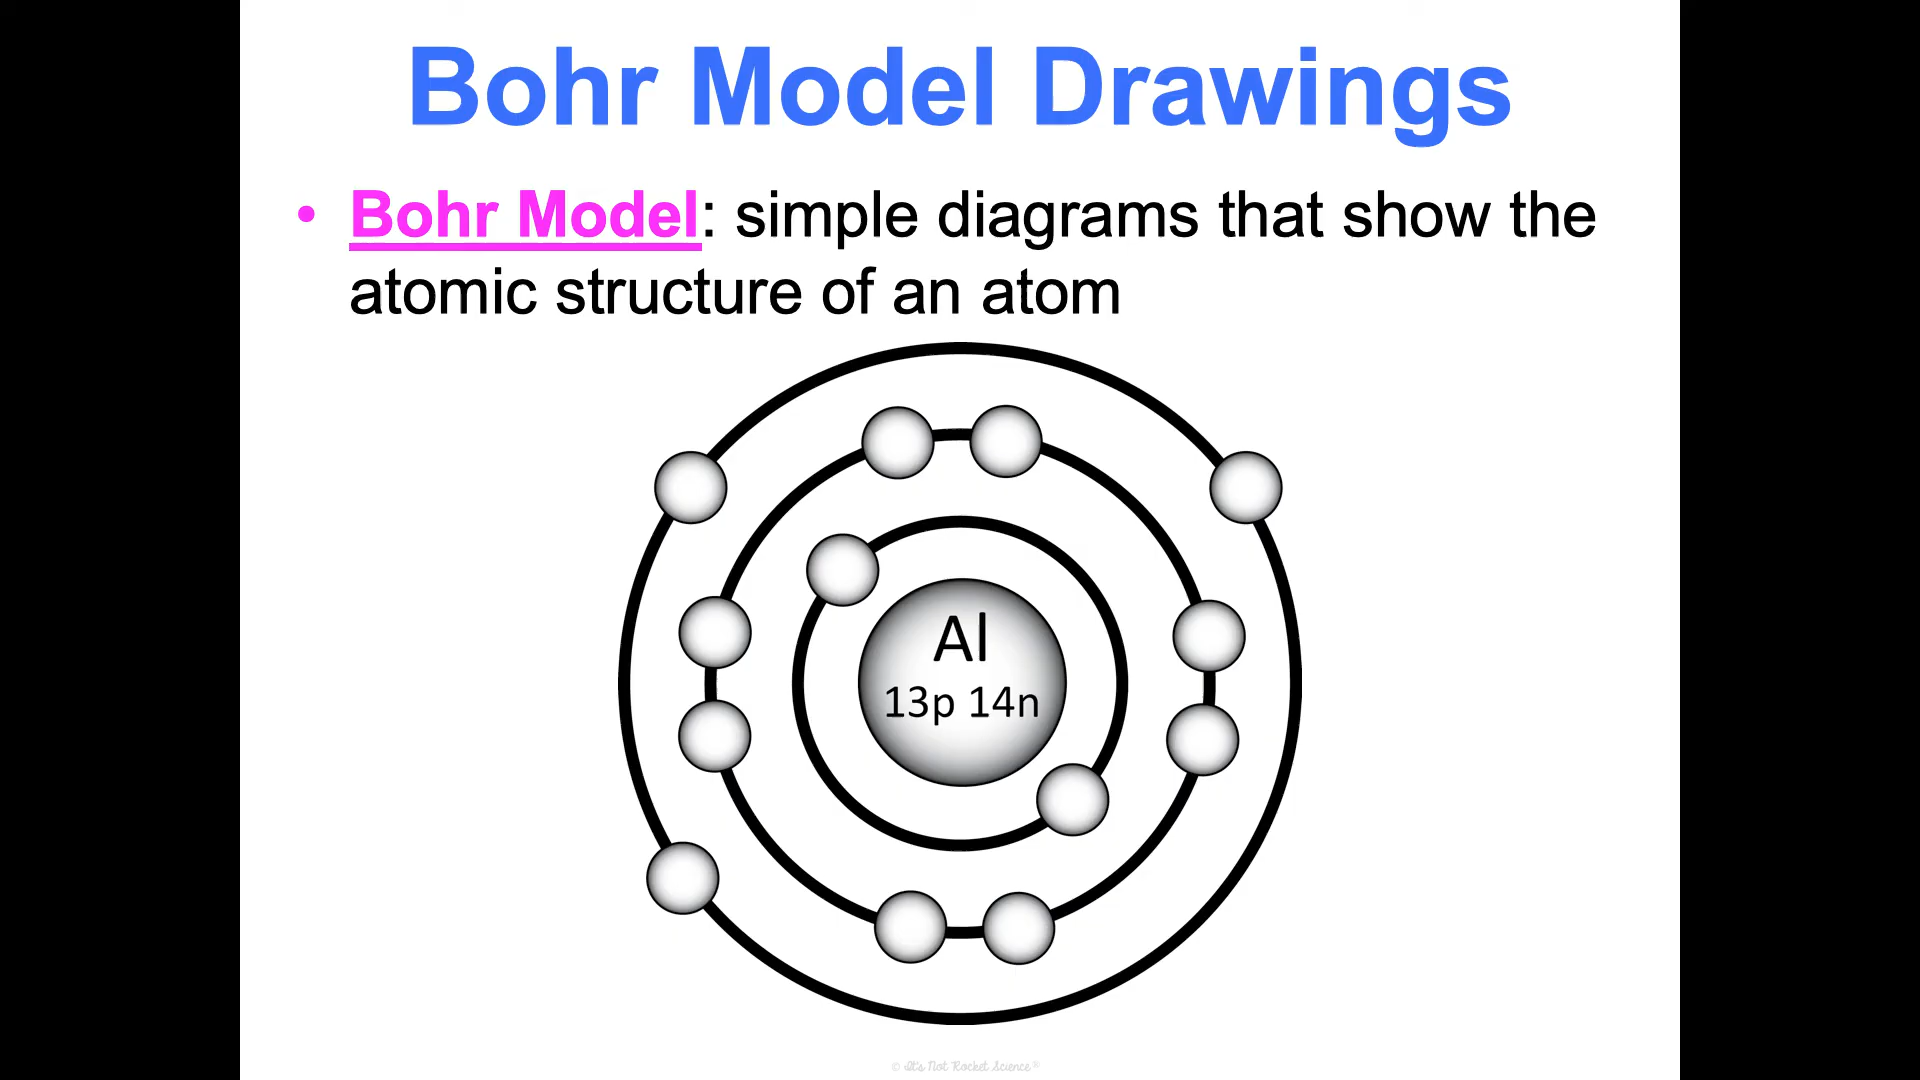 Bohr Model Drawings
• Bohr Model: simple diagrams that show the
atomic structure of an atom
Al
13p 14n
© It's Not Rocket Science®